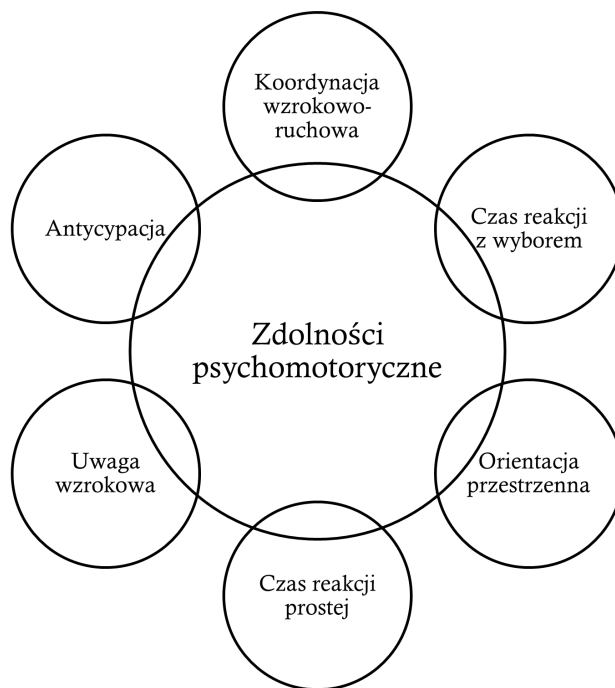 Koordynacja
wzrokowo-
ruchowa
Antycypacja
Czas reakcji
z wyborem
Zdolności
psychomotoryczne
Uwaga
wzrokowa
Orientacja
przestrzenna
Czas reakcji
prostej